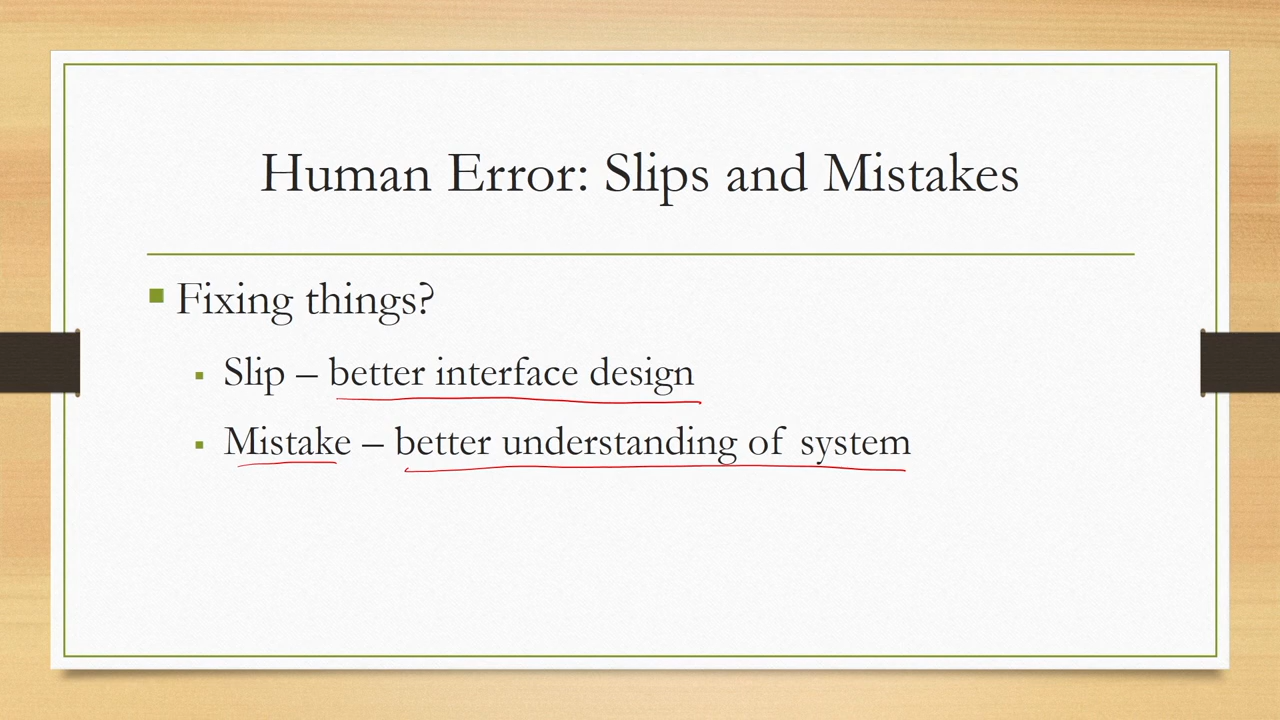 Human Error: Slips and Mistakes
Fixing things?
Slip – better interface design
Mistake – better understanding of system